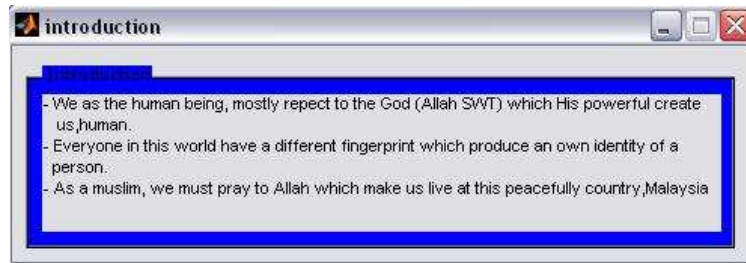 introduction
Introduction
- We as the human being, mostly repect to the God (Allah SWT) which His powerful create
us,human.
- Everyone in this world have a different fingerprint which produce an own identity of a
person.
- As a muslim, we must pray to Allah which make us live at this peacefully country,Malaysia